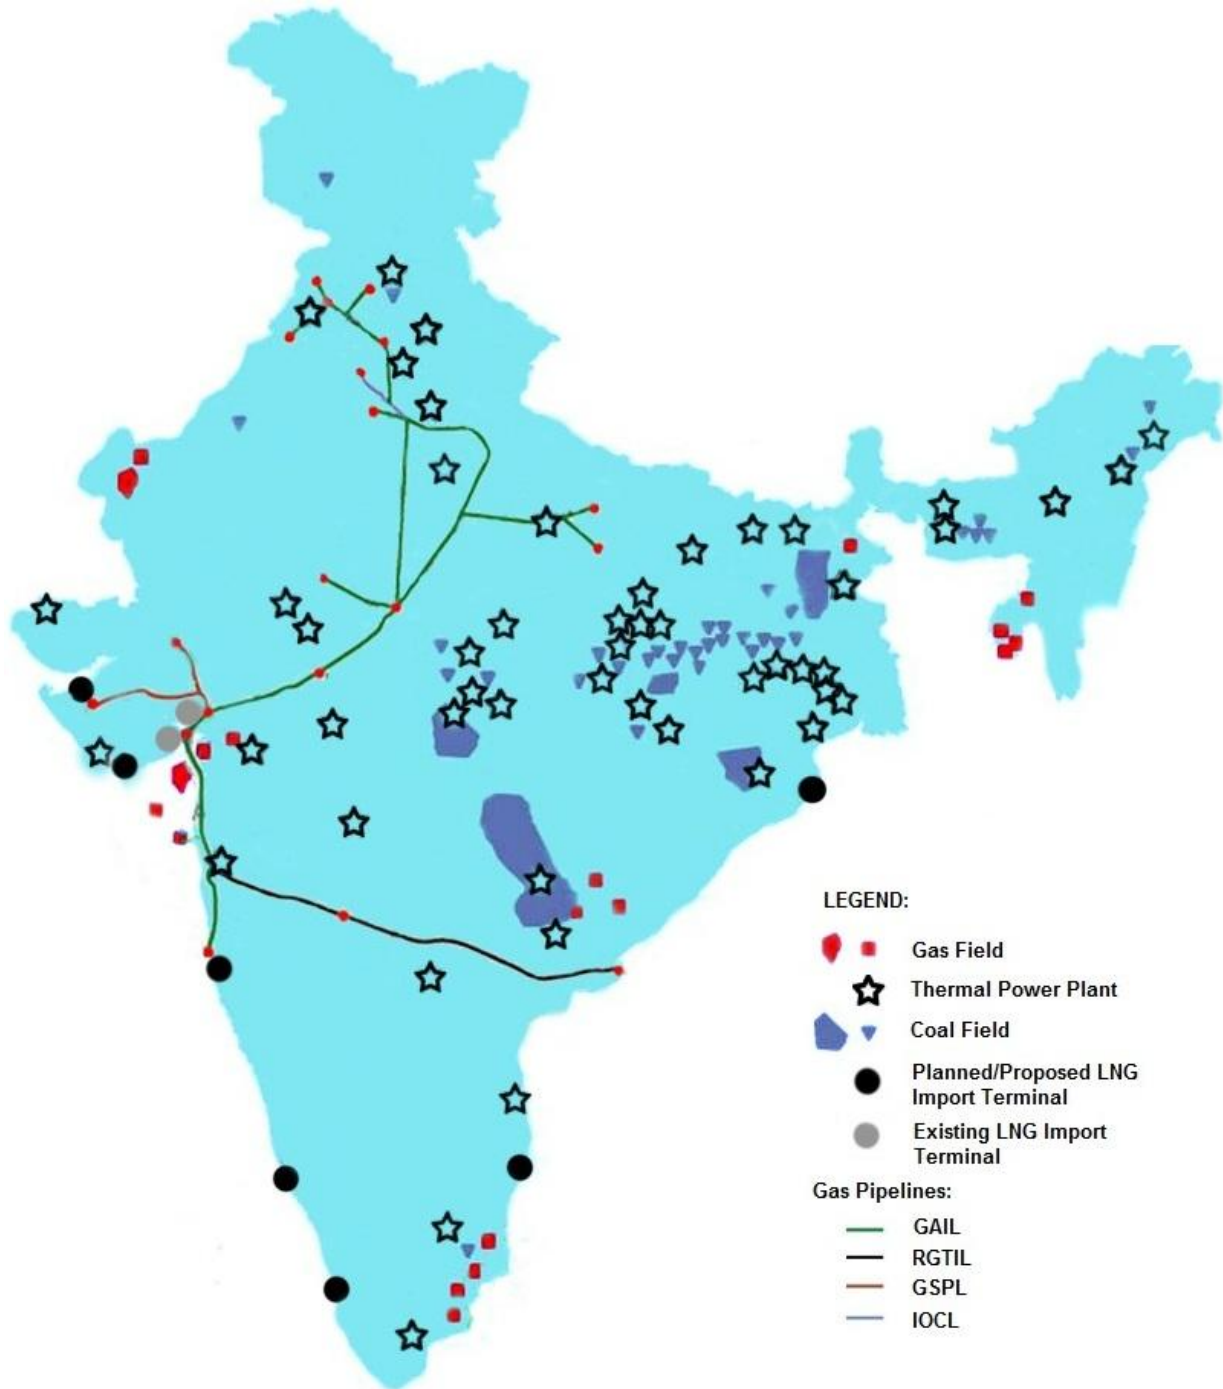 LEGEND:
Gas Field
Thermal Power Plant
Coal Field
Planned/Proposed LNG
Import Terminal
Existing LNG Import
Terminal
Gas Pipelines:
GAIL
RGTIL
GSPL
IOCL